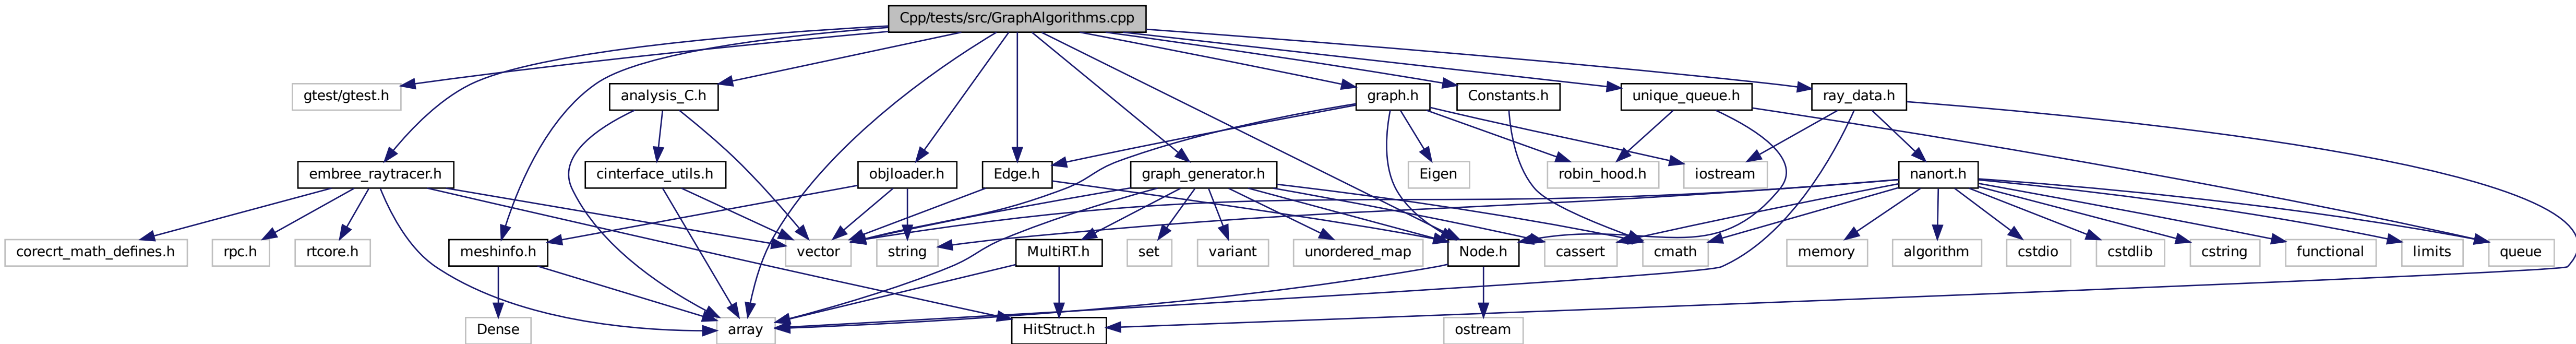 Cpp/tests/src/GraphAlgorithms.cpp
gtest/gtest.h
analysis_C.h
graph.h
Constants.h
unique_queue.h
ray_data.h
embree_raytracer.h
cinterface_utils.h
objloader.h
Edge.h
graph_generator.h
Eigen
robin_hood.h
iostream
nanort.h
corecrt_math_defines.h
rpc.h
rtcore.h
meshinfo.h
vector
string
MultiRT.h
set
variant
unordered_map
Node.h
cassert
cmath
memory
algorithm
cstdio
cstdlib
cstring
functional
limits
queue
Dense
array
HitStruct.h
ostream